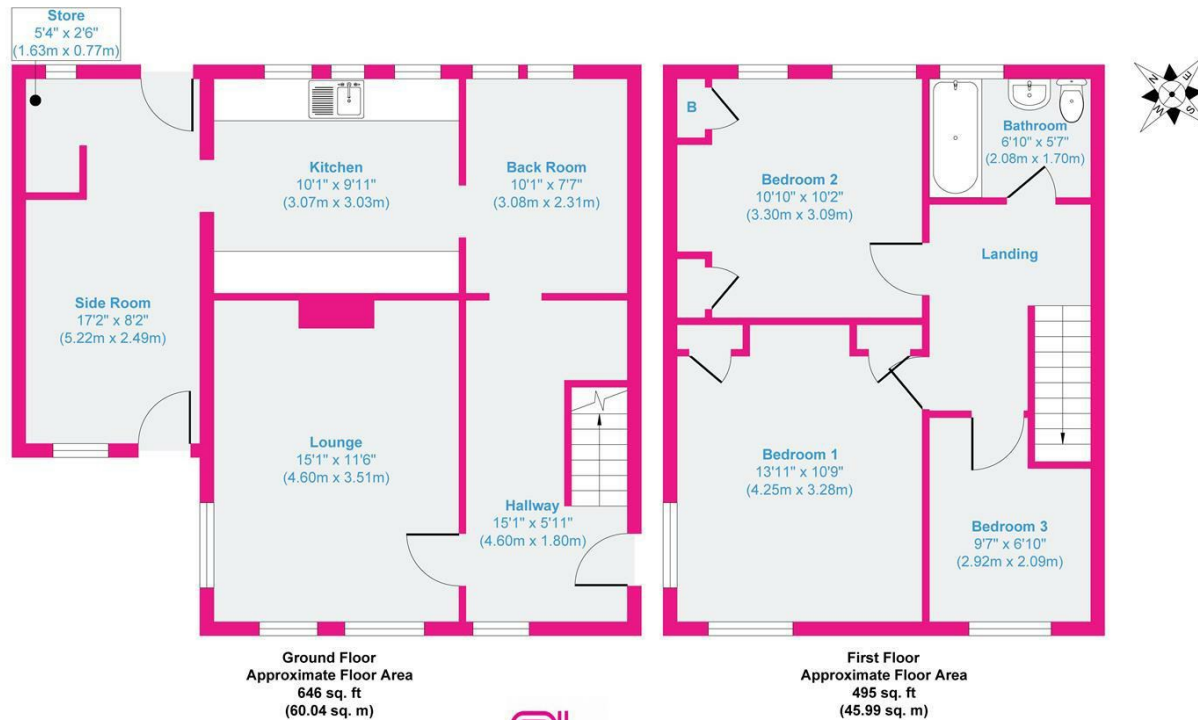 Store
5'4" x 2'6"
(1.63m x 0.77m)
Kitchen
10'1" x 9'11"
(3.07m x 3.03m)
Back Room
10'1" x 7'7"
(3.08m x 2.31m)
Side Room
17'2" x 8'2"
(5.22m x 2.49m)
Lounge
15'1" x 11'6"
(4.60m x 3.51m)
Hallway
15'1" x 5'11"
(4.60m x 1.80m)
Ground Floor
Approximate Floor Area
646 sq. ft
(60.04 sq. m)
B
Bedroom 2
10'10" x 10'2"
(3.30m x 3.09m)
Bathroom
6'10" x 5'7"
(2.08m x 1.70m)
Landing
Bedroom 1
13'11" x 10'9"
(4.25m x 3.28m)
Bedroom 3
9'7" x 6'10"
(2.92m x 2.09m)
First Floor
Approximate Floor Area
495 sq. ft
(45.99 sq. m)
N
E
S
W